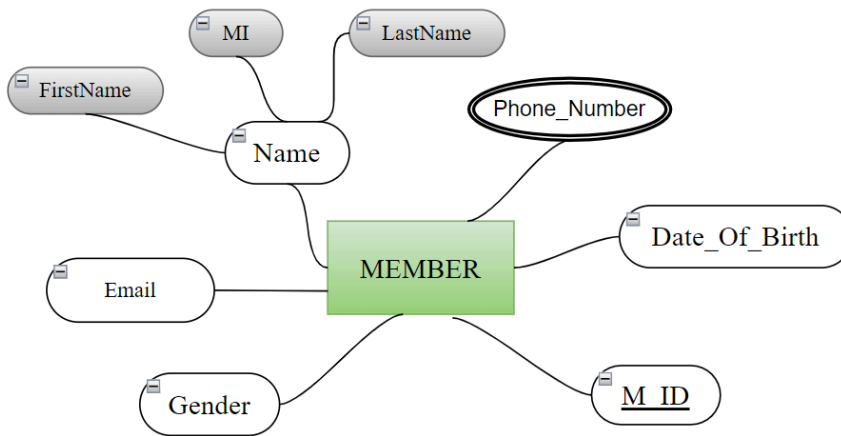 MI
LastName
FirstName
Phone_Number
Name
Date_Of_Birth
MEMBER
Email
Gender
M_ID